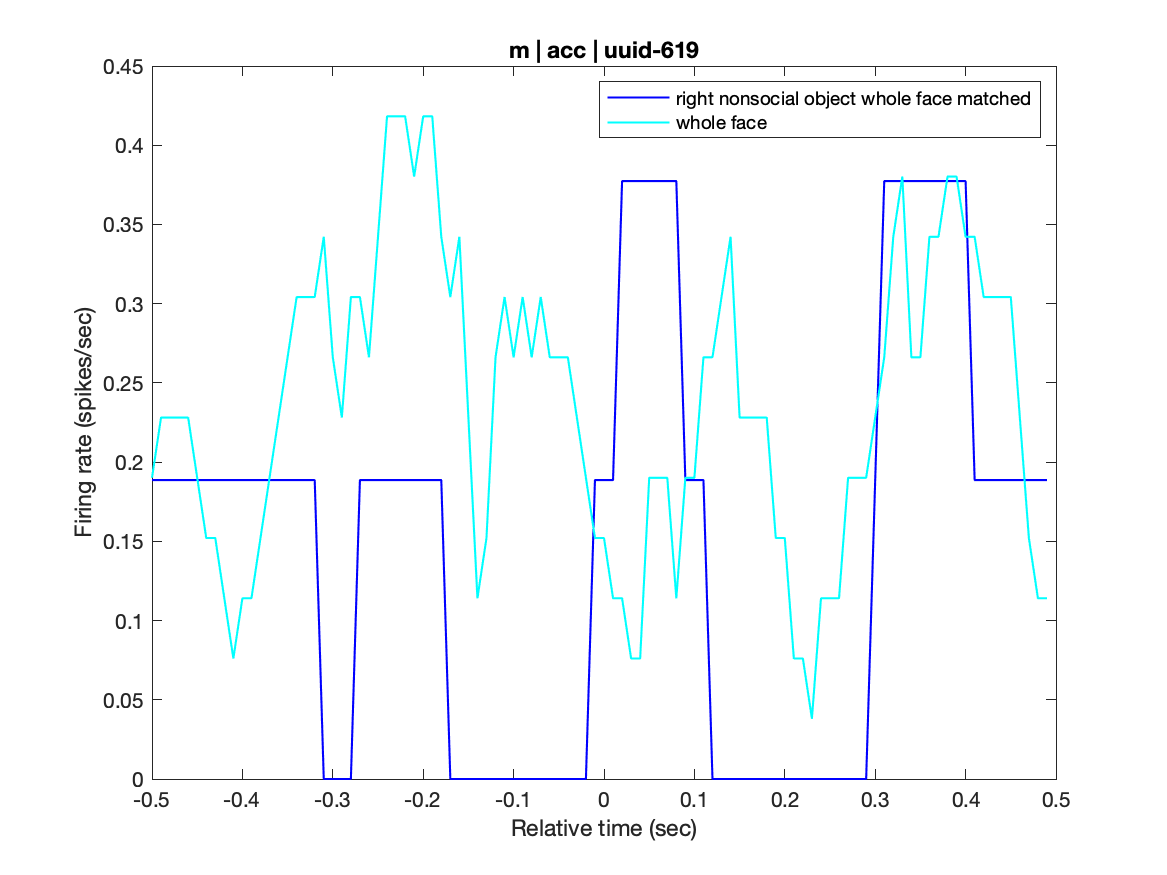 m | acc | uuid-619
right nonsocial object whole face matched
whole face
Firing rate (spikes/sec)
0.45
0.4
0.35
0.3
0.25
0.2
0.15
0.1
0.05
0
-0.5 -0.4 -0.3 -0.2 -0.1 0 0.1 0.2 0.3 0.4 0.5
Relative time (sec)